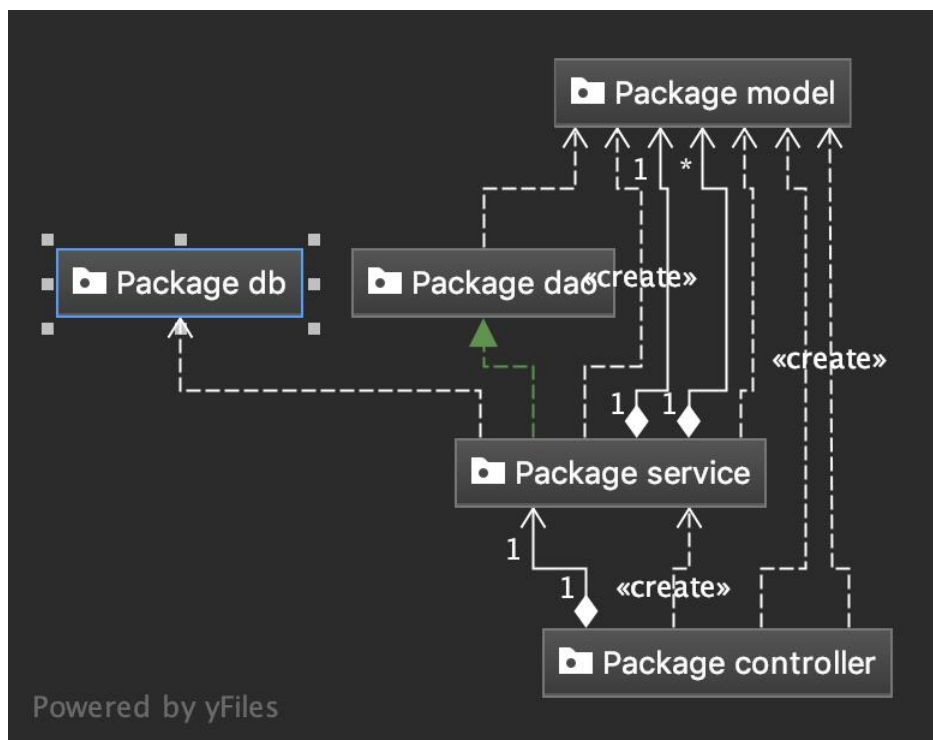 Package model
1
*
Package db
Package dao
«create»
«create»
1
1
Package service
1
1
«create»
Package controller
Powered by yFiles